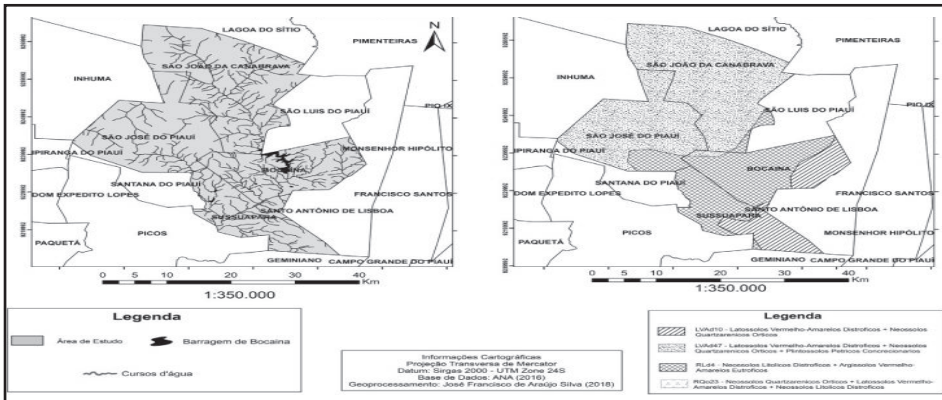 LAGOA DO SÍTIO
N
PIMENTEIRAS
SÃO JOÃO DA CANABRAVA
INHUMA
SÃO LUIS DO PIAUÍ
PIO IX
SÃO JOSÉ DO PIAUÍ
MONSENHOR HIPÓLITO
IPIRANGA DO PIAUÍ
BOCAINA
SANTANA DO PIAUÍ
DOM EXPEDITO LOPES
FRANCISCO SANTOS
SANTO ANTÔNIO DE LISBOA
SUSSUAPARA
PICOS
PAQUETÁ
GEMINIANO
CAMPO GRANDE DO PIAUÍ
0 5 10 20 30 40
Km
1:350.000
Legenda
Área de Estudo
Barragem de Bocaina
Cursos d'água
LAGOA DO SÍTIO
PIMENTEIRAS
SÃO JOÃO DA CANABRAVA
INHUMA
SÃO LUIS DO PIAUÍ
PIO IX
SÃO JOSÉ DO PIAUÍ
IPIRANGA DO PIAUÍ
BOCAINA
SANTANA DO PIAUÍ
DOM EXPEDITO LOPES
FRANCISCO SANTOS
SANTO ANTÔNIO DE LISBOA
SUSSUAPARA
MONSENHOR HIPÓLITO
PICOS
PAQUETÁ
GEMINIANO
CAMPO GRANDE DO PIAUÍ
0 5 10 20 30 40
Km
1:350.000
Informações Cartográficas
Projeção Transversa de Mercator
Datum: Sirgas 2000 - UTM Zone 24S
Base de Dados: ANA (2016)
Geoprocessamento: José Francisco de Araújo Silva (2018)
Legenda
LVAd10 - Latossolos Vermelho-Amarelos Distróficos + Neossolos
Quartzarenicos Orticos
LVAd47 - Latossolos Vermelho-Amarelos Distroficos + Neossolos
Quartzarenicos Orticos + Plintossolos Petricos Concrecionarios
RLd4 - Neossolos Litolicos Distroficos + Argissolos Vermelho-
Amarelos Eutroficos
RQo23 - Neossolos Quartzarenicos Orticos + Latossolos Vermelho-
Amarelos Distroficos + Neossolos Litolicos Distroficos